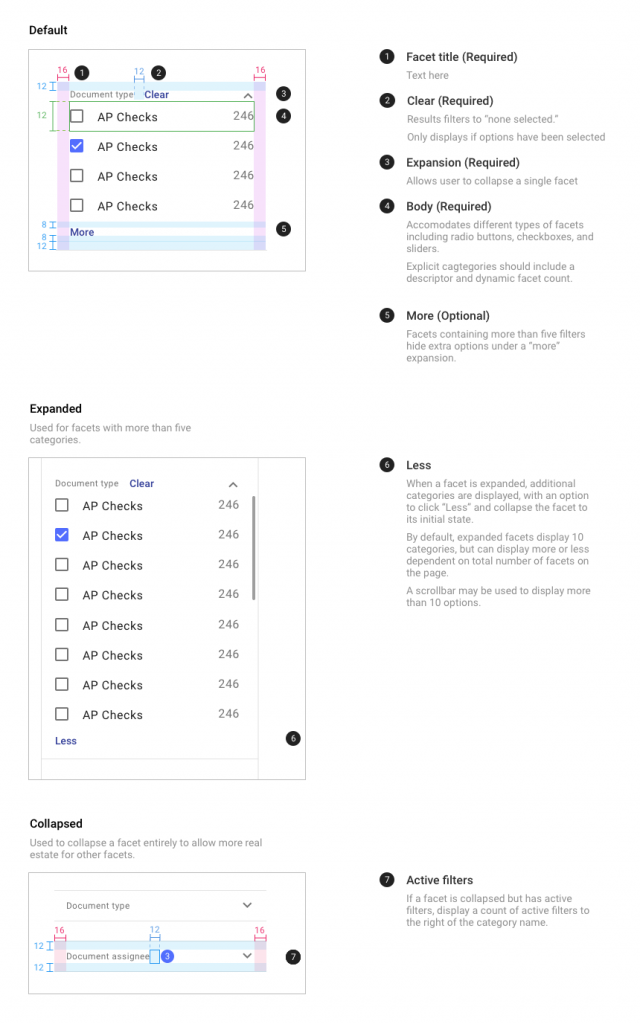 Default
16
1
12
2
16
12
Document type
Clear
3
12
AP Checks
246
4
AP Checks
246
AP Checks
AP Checks
246
8
More
5
8
12
1 Facet title (Required)
Text here
2 Clear (Required)
Results filters to “none selected.”
Only displays if options have been selected
3 Expansion (Required)
Allows user to collapse a single facet
4 Body (Required)
Accomodates different types of facets
including radio buttons, checkboxes, and
sliders.
Explicit cagtegories should include a
descriptor and dynamic facet count.
5 More (Optional)
Facets containing more than five filters
hide extra options under a “more”
expansion.
Expanded
Used for facets with more than five
categories.
Document type Clear
AP Checks 246
AP Checks 246
AP Checks 246
AP Checks 246
AP Checks 246
AP Checks 246
AP Checks 246
AP Checks 246
Less
6
6 Less
When a facet is expanded, additional
categories are displayed, with an option
to click “Less” and collapse the facet to
its initial state.
By default, expanded facets display 10
categories, but can display more or less
dependent on total number of facets on
the page.
A scrollbar may be used to display more
than 10 options.
Collapsed
Used to collapse a facet entirely to allow more real
estate for other facets.
Document type
16
12
16
12
Document assignee
3
7
12
7 Active filters
If a facet is collapsed but has active
filters, display a count of active filters to
the right of the category name.